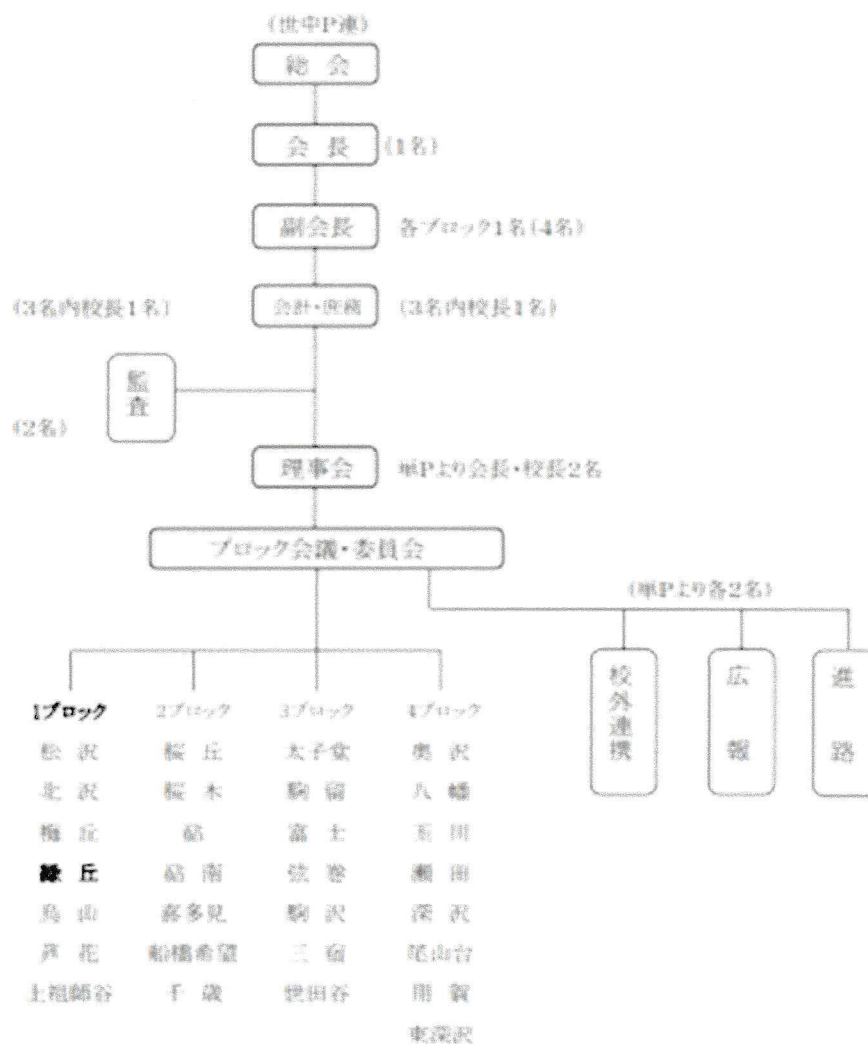 (世中P連)
総 会
会 長 (1名)
副会長 各ブロック1名(4名)
(3名内校長1名) 会計・庶務 (3名内校長1名)
監査
(2名)
理事会 単Pより会長・校長2名
ブロック会議・委員会
(単Pより各2名)
校外連携 広報 進路
1ブロック 2ブロック 3ブロック 4ブロック
松 沢 桜 丘 太子堂 奥 沢
北 沢 桜 木 駒 留 八 幡
梅 丘 砧 富 士 玉 川
緑 丘 砧 南 弦 巻 瀬 田
烏 山 喜多見 駒 沢 深 沢
芦 花 船橋希望 三 宿 尾山台
上祖師谷 千 歳 世田谷 用 賀
東深沢